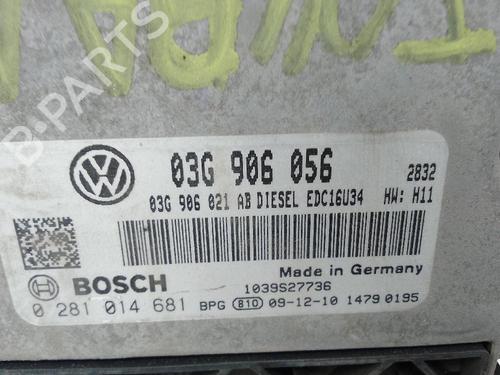 03G 906 056
2832
03G 906 021 AB DIESEL EDC16U34 HW: H11
BOSCH
Made in Germany
1039S27736
0 281 014 681 BPG 810 09-12-10 1479 0195
B-PARTS